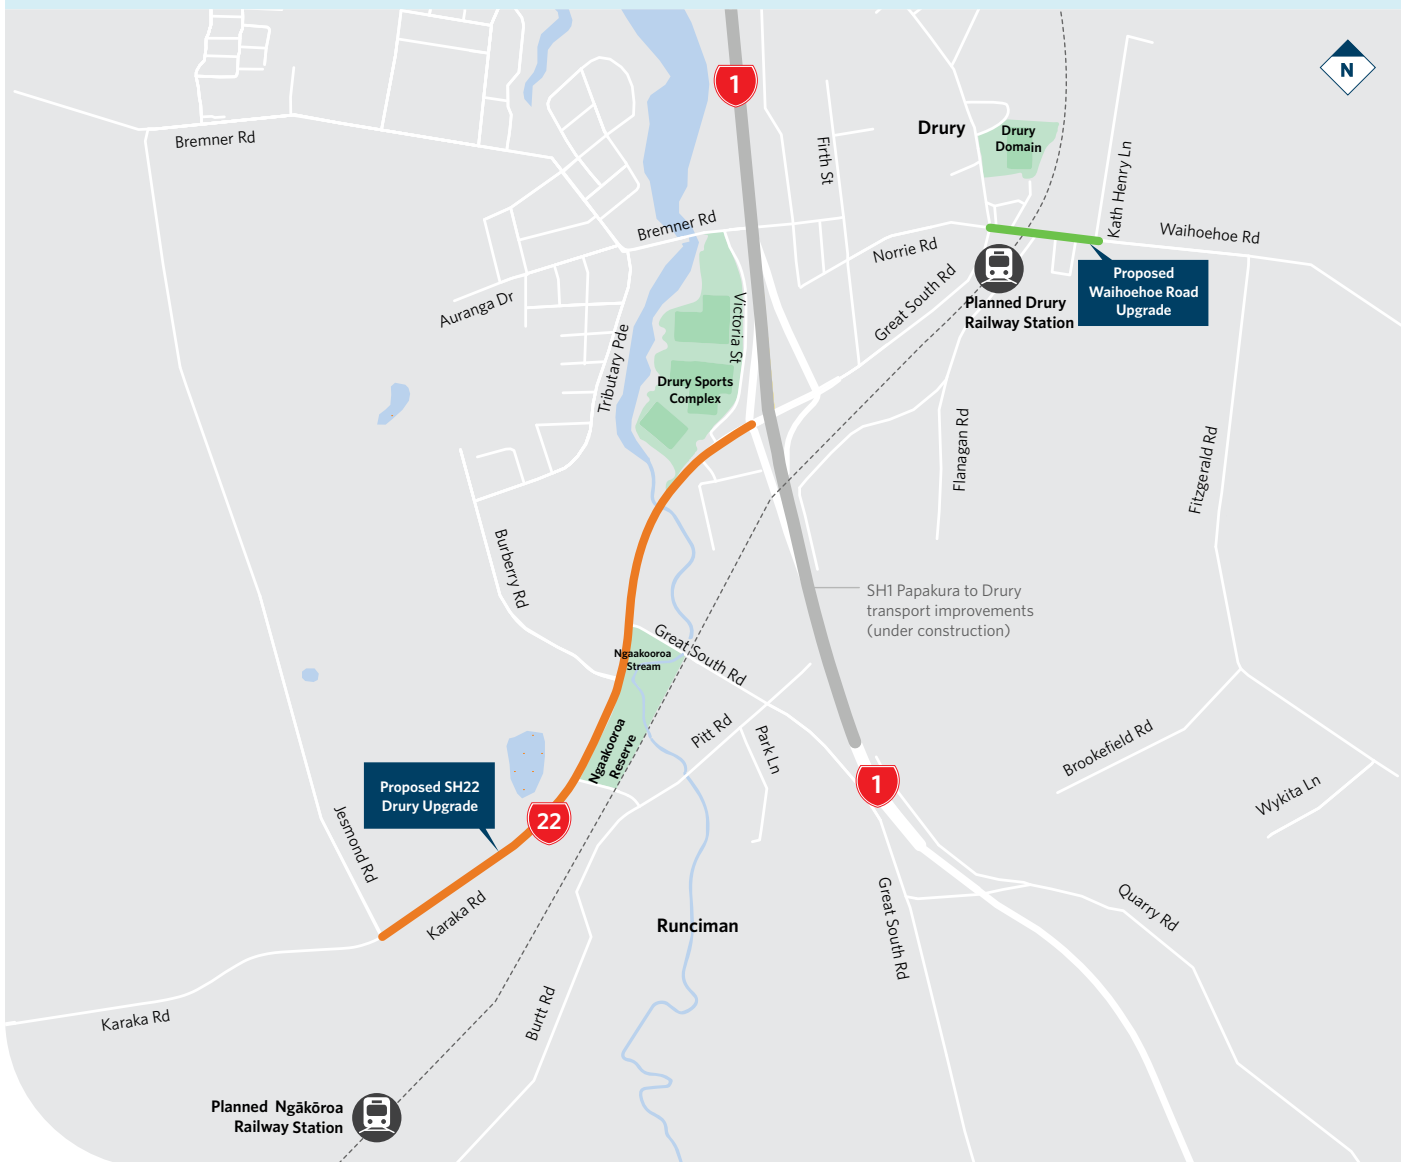 N
1
Bremner Rd
Firth St
Drury
Drury
Domain
Kath Henry Ln
Bremner Rd
Norrie Rd
Waihoehoe Rd
Great South Rd
Proposed
Waihoehoe Road
Upgrade
Planned Drury
Railway Station
Auranga Dr
Victoria St
Tributary Pde
Drury Sports
Complex
Flanagan Rd
Fitzgerald Rd
Burberry Rd
SH1 Papakura to Drury
transport improvements
(under construction)
Great South Rd
Ngaakooroa
Stream
Ngaakooroa
Reserve
Pitt Rd
Park Ln
Brookefield Rd
Wykita Ln
1
Proposed SH22
Drury Upgrade
22
Jesmond Rd
Karaka Rd
Great South Rd
Quarry Rd
Runciman
Karaka Rd
Burtt Rd
Planned Ngākōroa
Railway Station